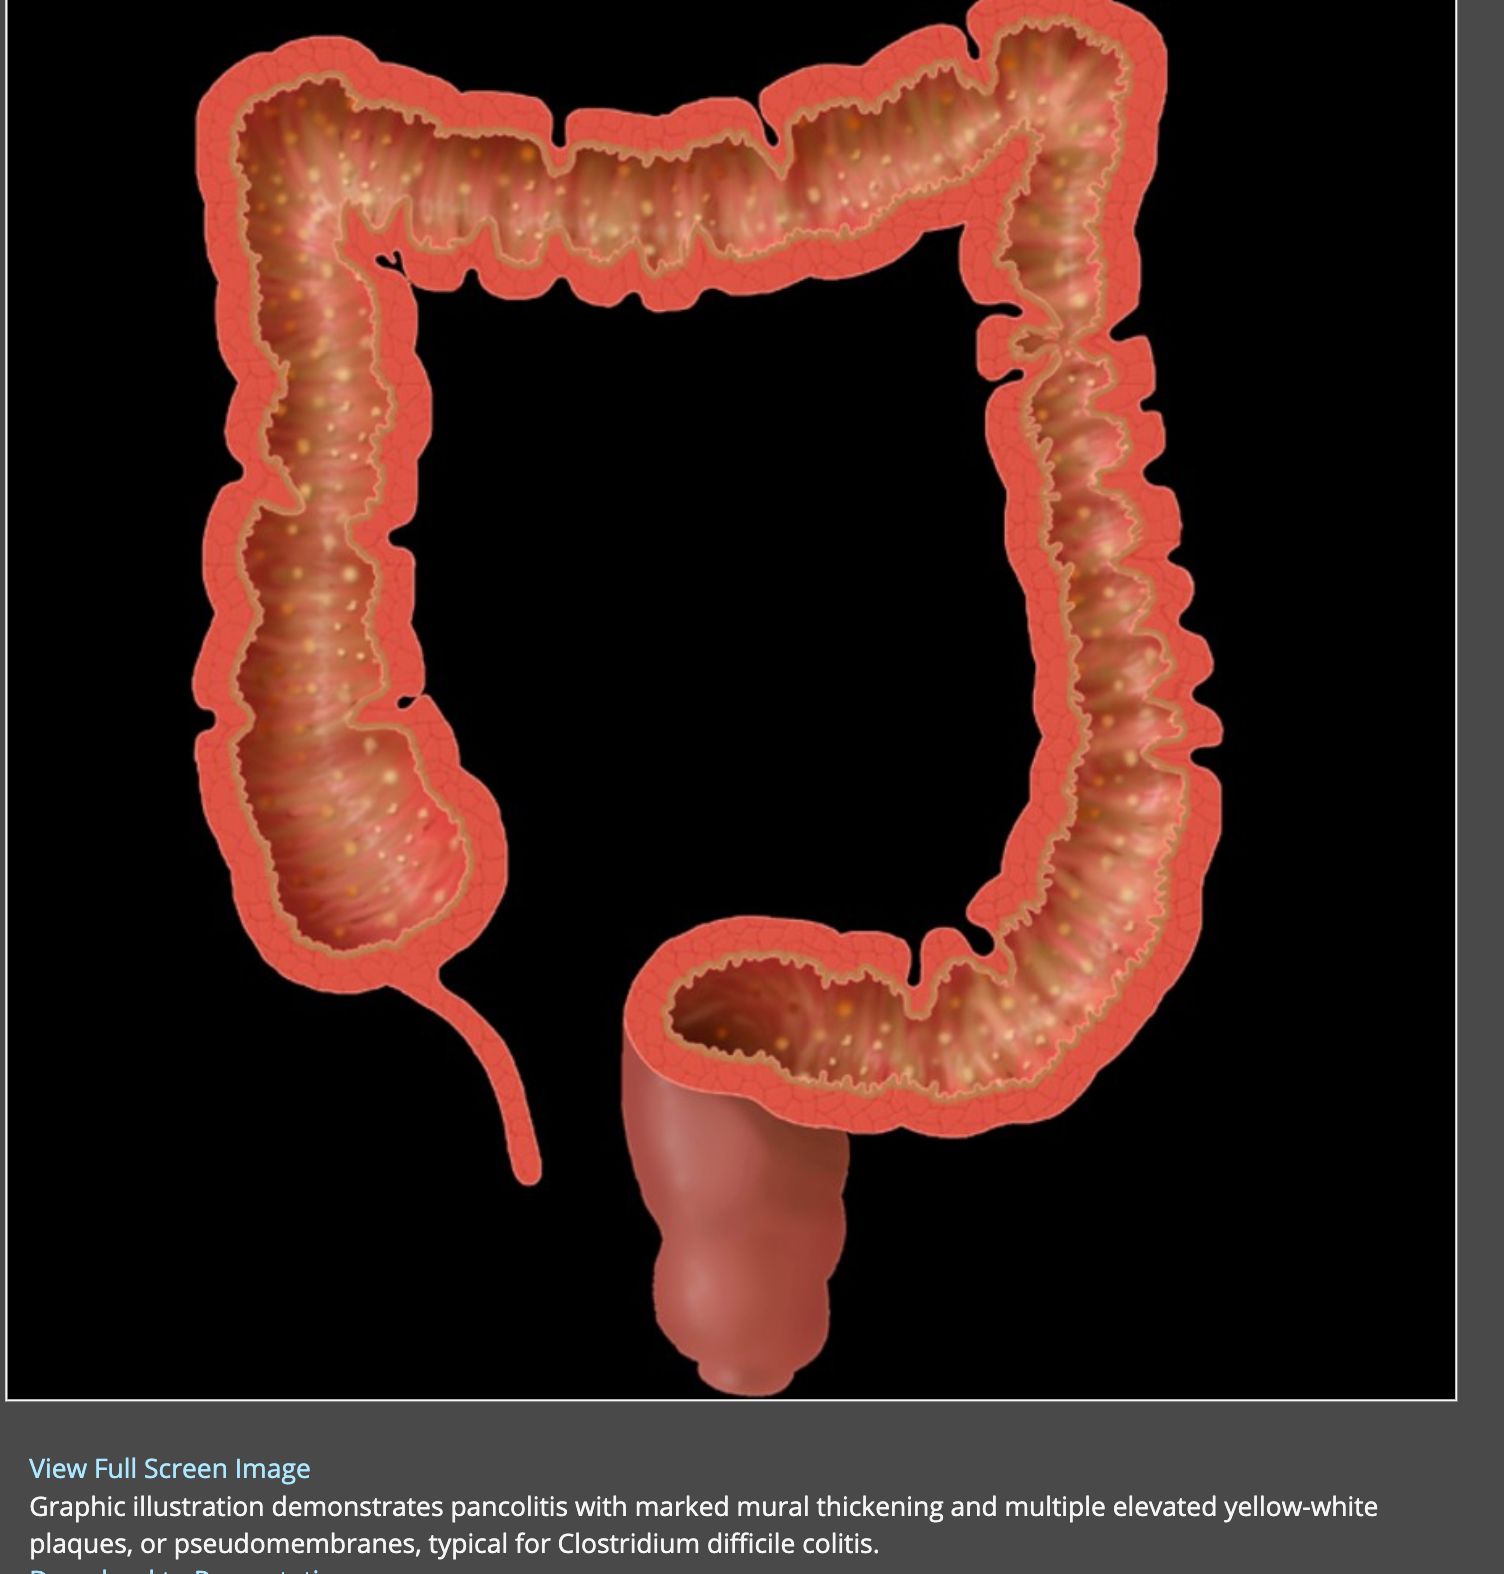 View Full Screen Image
Graphic illustration demonstrates pancolitis with marked mural thickening and multiple elevated yellow-white
plaques, or pseudomembranes, typical for Clostridium difficile colitis.